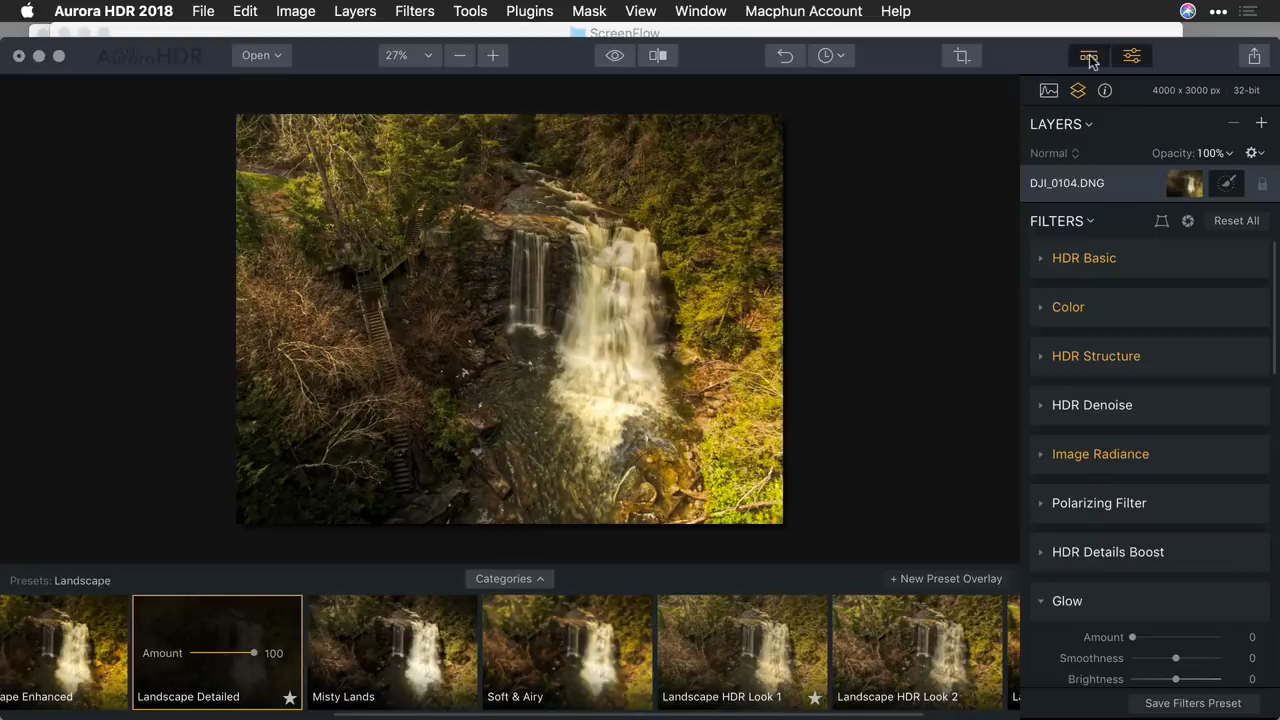 Aurora HDR 2018 File Edit Image Layers Filters Tools Plugins Mask View Window Macphun Account Help
ScreenFlow
AuroraHDR Open 27%
4000 x 3000 px 32-bit
LAYERS
Normal Opacity: 100%
DJI_0104.DNG
FILTERS Reset All
HDR Basic
Color
HDR Structure
HDR Denoise
Image Radiance
Polarizing Filter
HDR Details Boost
Glow
Amount 0
Smoothness 0
Brightness 0
Save Filters Preset
Presets: Landscape Categories + New Preset Overlay
Amount 100
ape Enhanced Landscape Detailed Misty Lands Soft & Airy Landscape HDR Look 1 Landscape HDR Look 2